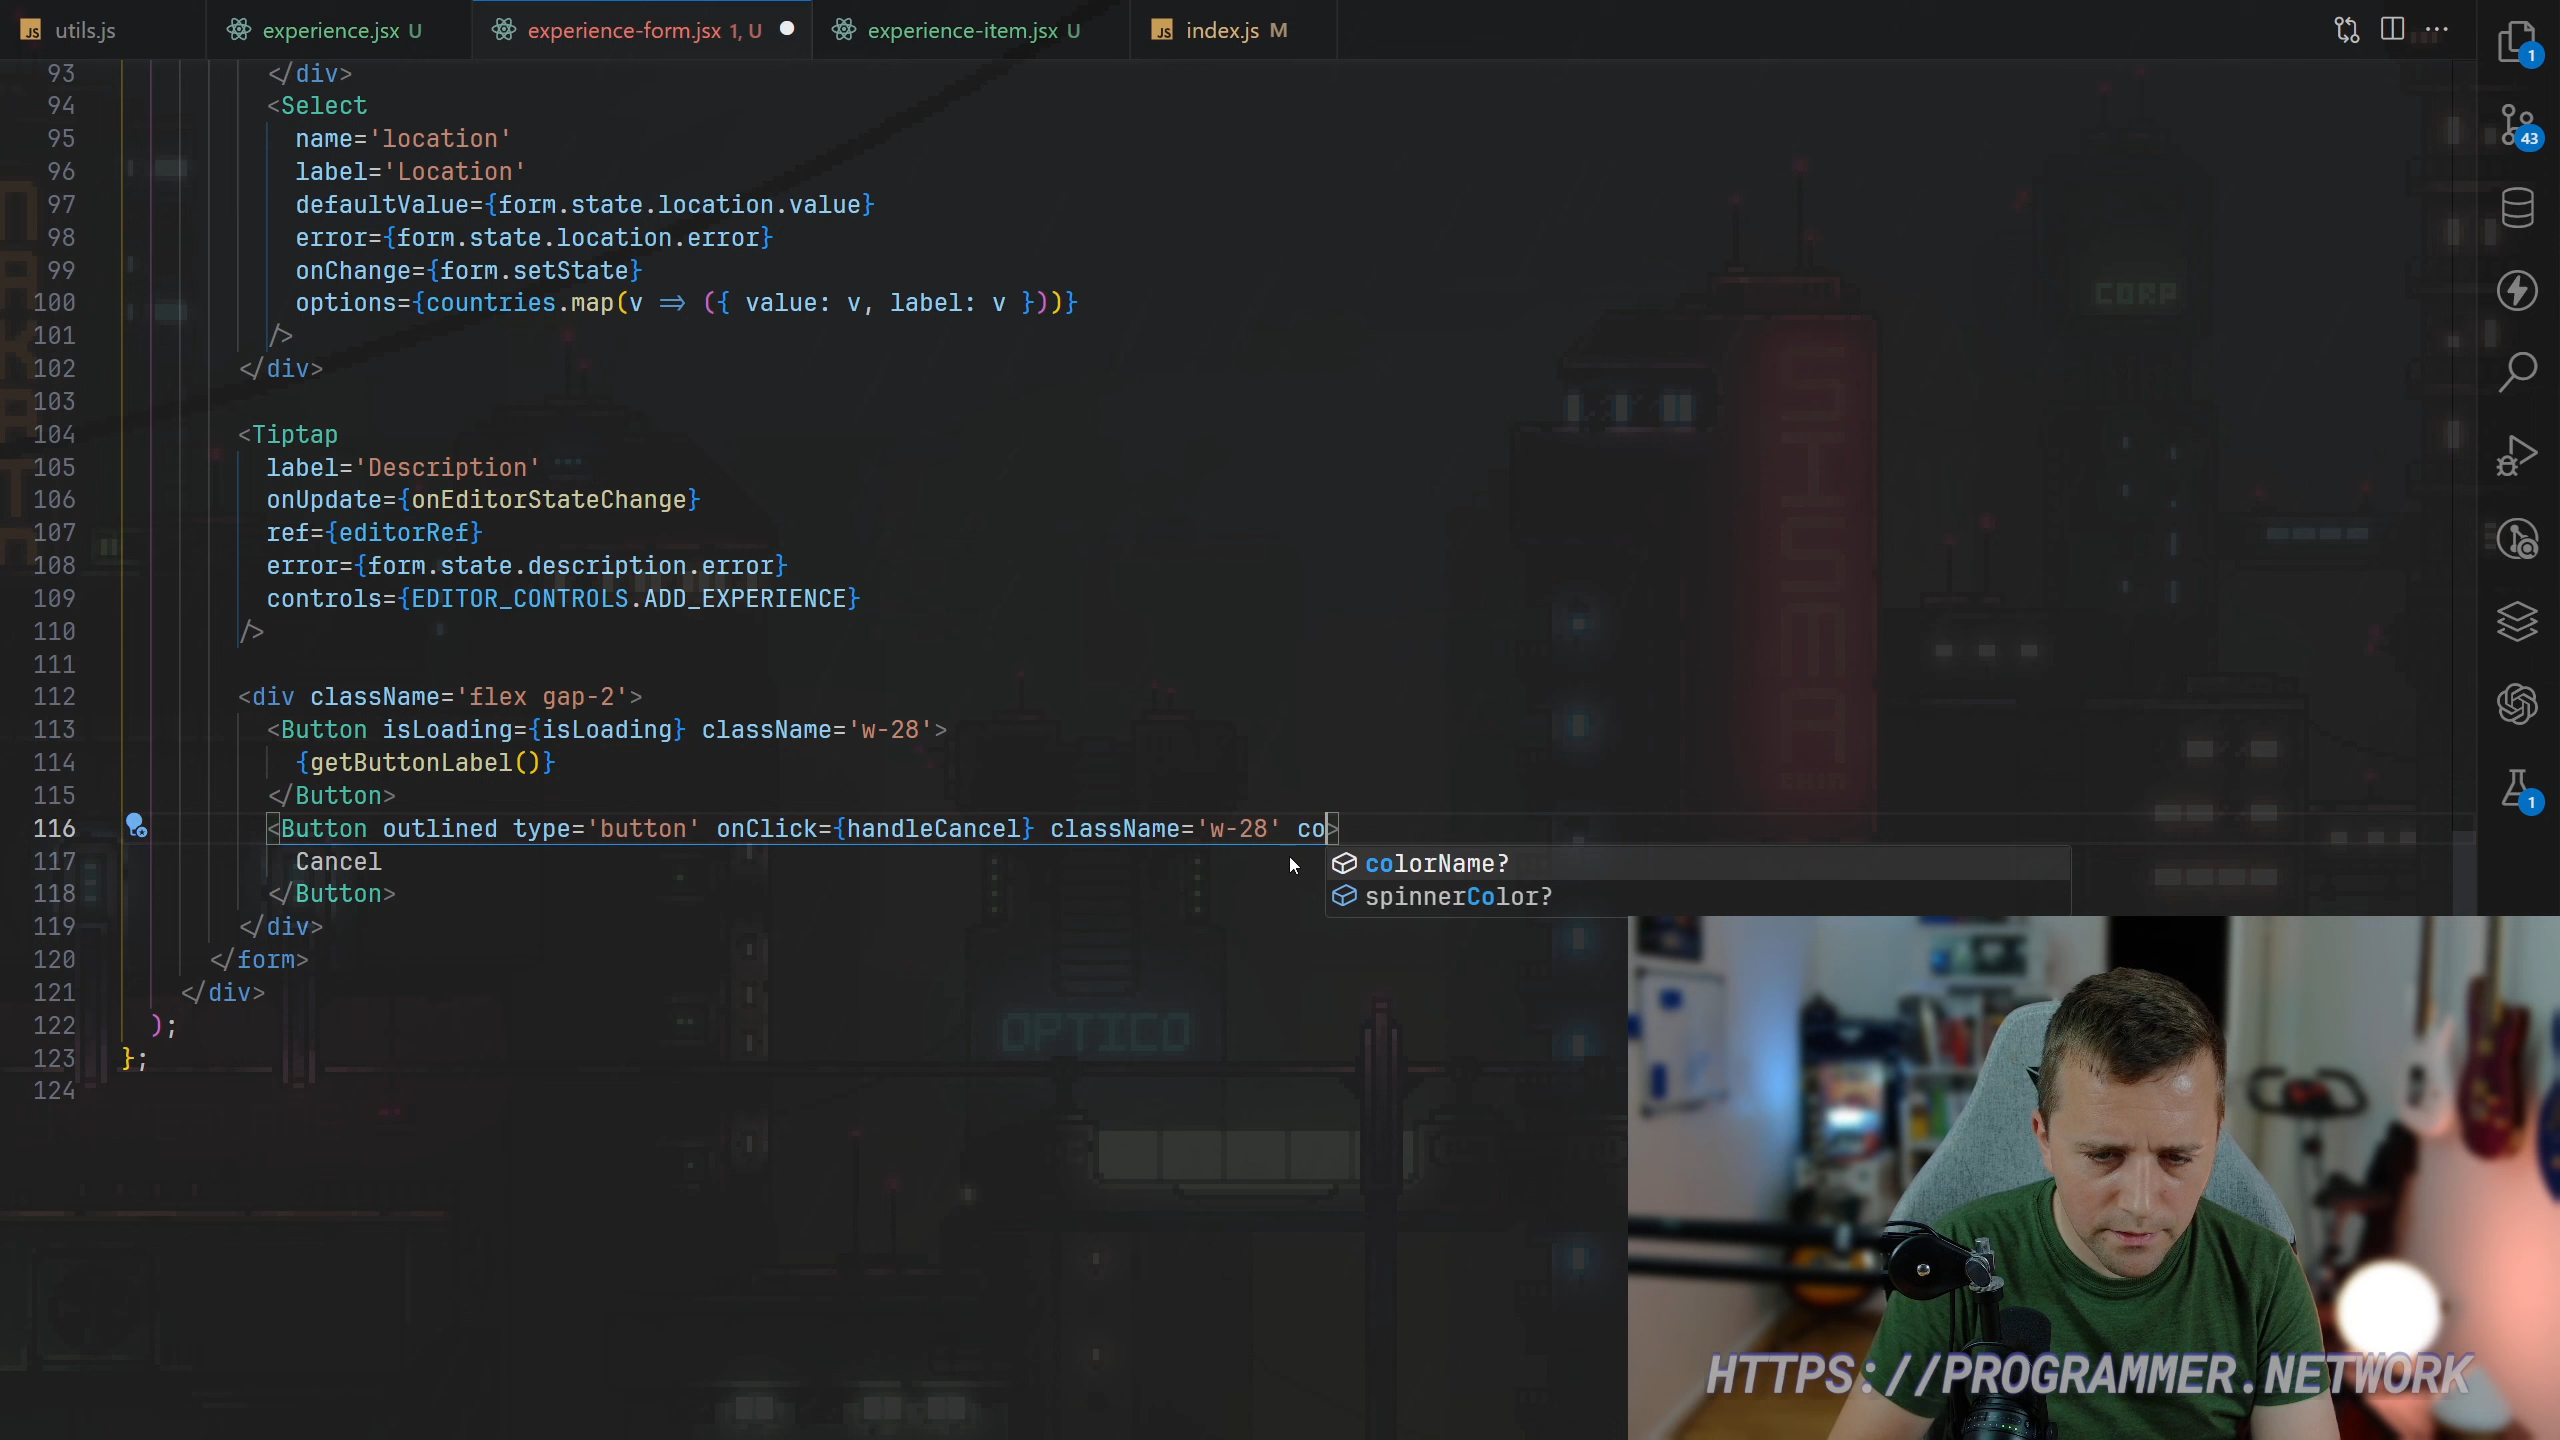 utils.js
experience.jsx U
experience-form.jsx 1, U
experience-item.jsx U
index.js M
93 </div>
94 <Select
95 name='location'
96 label='Location'
97 defaultValue={form.state.location.value}
98 error={form.state.location.error}
99 onChange={form.setState}
100 options={countries.map(v => ({ value: v, label: v }))}
101 />
102 </div>
103
104 <Tiptap
105 label='Description'
106 onUpdate={onEditorStateChange}
107 ref={editorRef}
108 error={form.state.description.error}
109 controls={EDITOR_CONTROLS.ADD_EXPERIENCE}
110 />
111
112 <div className='flex gap-2'>
113 <Button isLoading={isLoading} className='w-28'>
114 {getButtonLabel()}
115 </Button>
116 <Button outlined type='button' onClick={handleCancel} className='w-28' co>
117 Cancel
118 </Button>
119 </div>
120 </form>
121 </div>
122 );
123 };
124
colorName?
spinnerColor?
1
43
1
CORP
OPTICO
HTTPS://PROGRAMMER.NETWORK